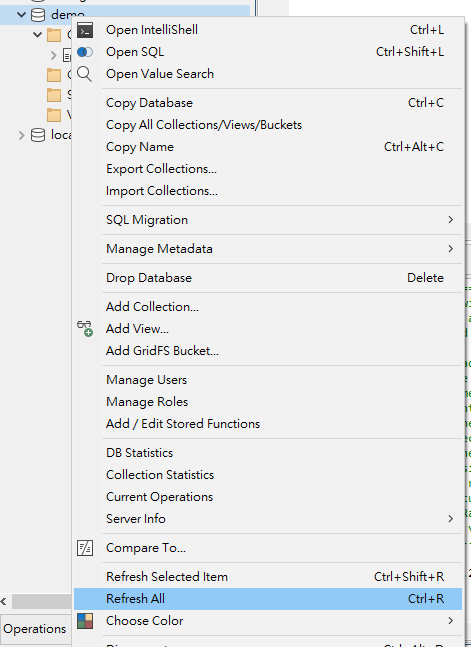 demo
Open IntelliShell Ctrl+L
Open SQL Ctrl+Shift+L
Open Value Search
Copy Database Ctrl+C
Copy All Collections/Views/Buckets
Copy Name Ctrl+Alt+C
Export Collections...
Import Collections...
SQL Migration
Manage Metadata
Drop Database Delete
Add Collection...
Add View...
Add GridFS Bucket...
Manage Users
Manage Roles
Add / Edit Stored Functions
DB Statistics
Collection Statistics
Current Operations
Server Info
Compare To...
Refresh Selected Item Ctrl+Shift+R
Refresh All Ctrl+R
Choose Color
Operations